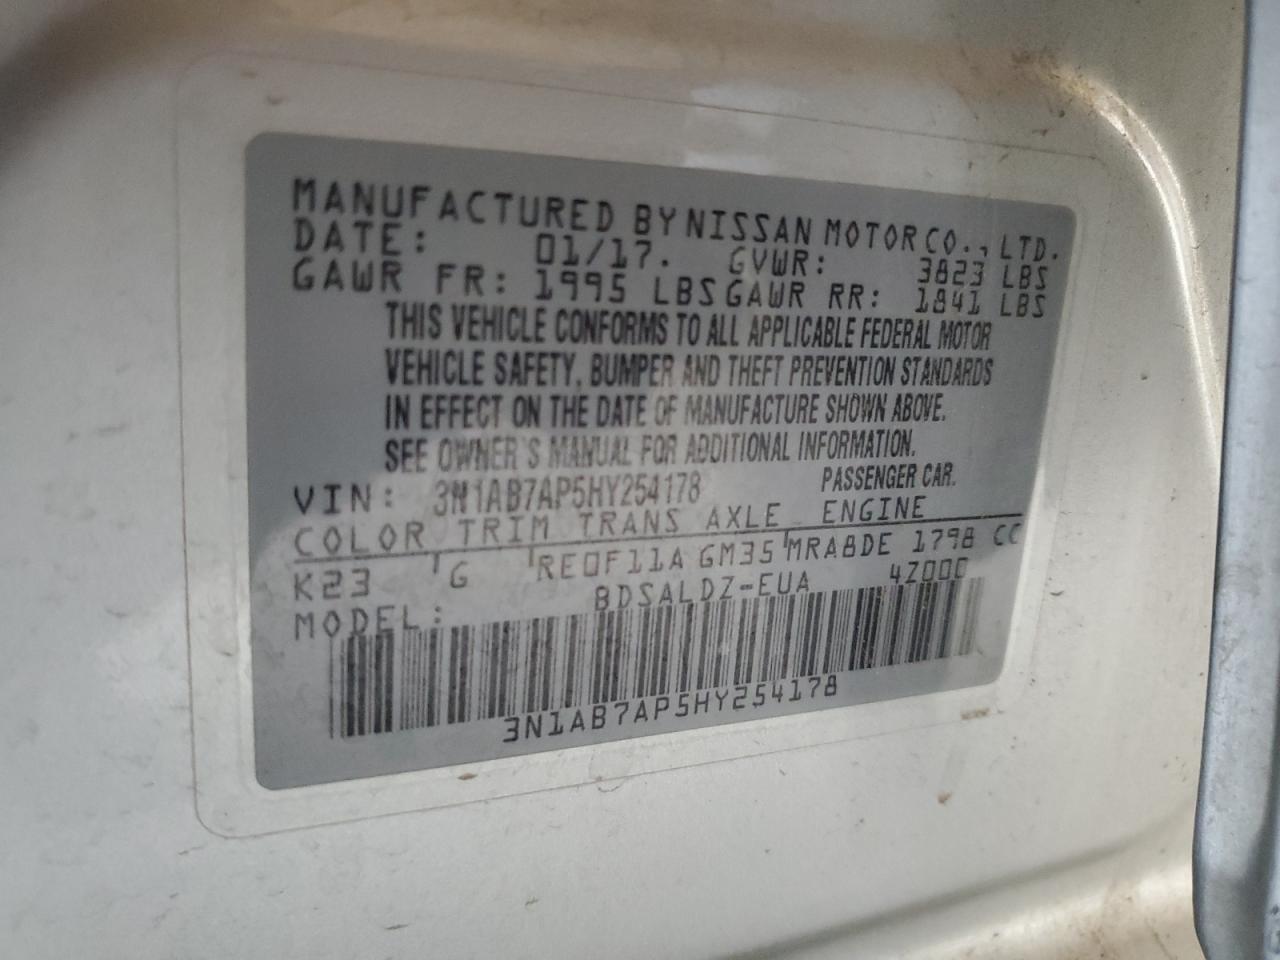 MANUFACTURED BY NISSAN MOTOR CO., LTD.
DATE: 01/17. GVWR: 3823 LBS
GAWR FR: 1995 LBS GAWR RR: 1841 LBS
THIS VEHICLE CONFORMS TO ALL APPLICABLE FEDERAL MOTOR
VEHICLE SAFETY, BUMPER AND THEFT PREVENTION STANDARDS
IN EFFECT ON THE DATE OF MANUFACTURE SHOWN ABOVE.
SEE OWNER'S MANUAL FOR ADDITIONAL INFORMATION.
VIN: 3N1AB7AP5HY254178 PASSENGER CAR.
COLOR TRIM TRANS AXLE ENGINE
K23 G RE0F11A GM35 MRA8DE 1798 CC
MODEL: BDSALDZ-EUA 4Z000
3N1AB7AP5HY254178